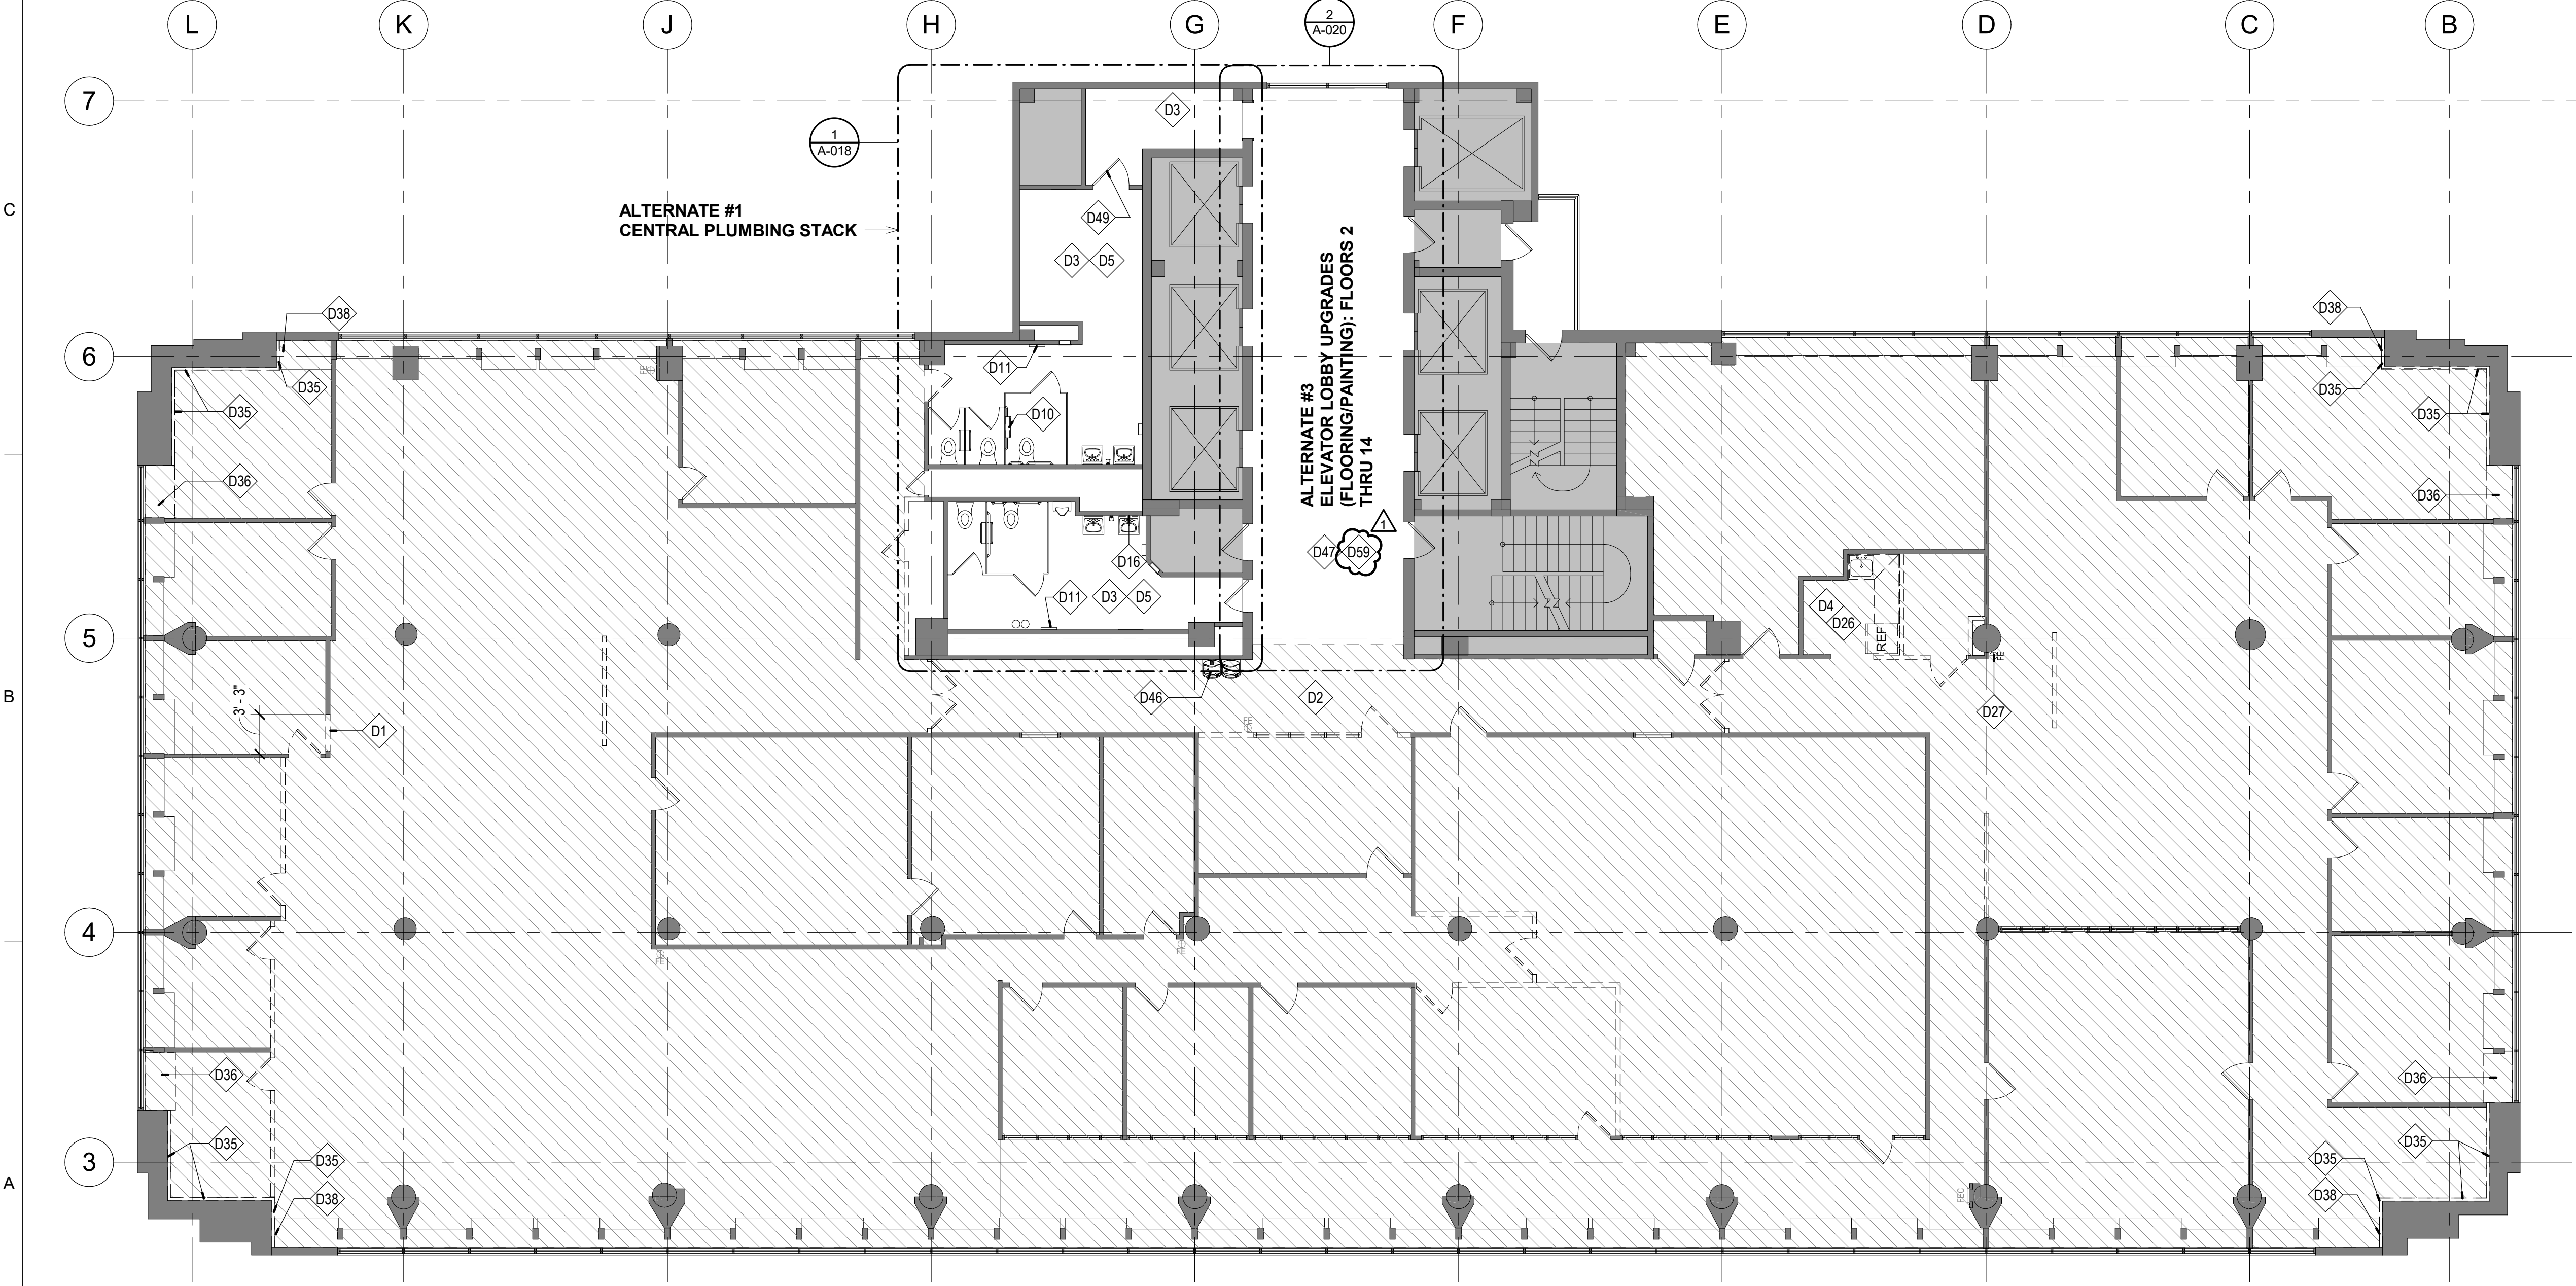 L
K
J
H
G
2
A-020
F
E
D
C
B
7
D3
1
A-018
C
ALTERNATE #1
CENTRAL PLUMBING STACK
D49
D3
D5
ALTERNATE #3
ELEVATOR LOBBY UPGRADES
(FLOORING/PAINTING): FLOORS 2
THRU 14
D38
D38
6
D11
D35
D35
D35
D10
D35
D36
D36
1
D47
D59
D16
D11
D3
D5
D4
D26
REF
5
FE
B
3' - 3"
D46
D2
D27
D1
4
D36
D36
D35
D35
3
D35
D35
A
D38
D38
FEC